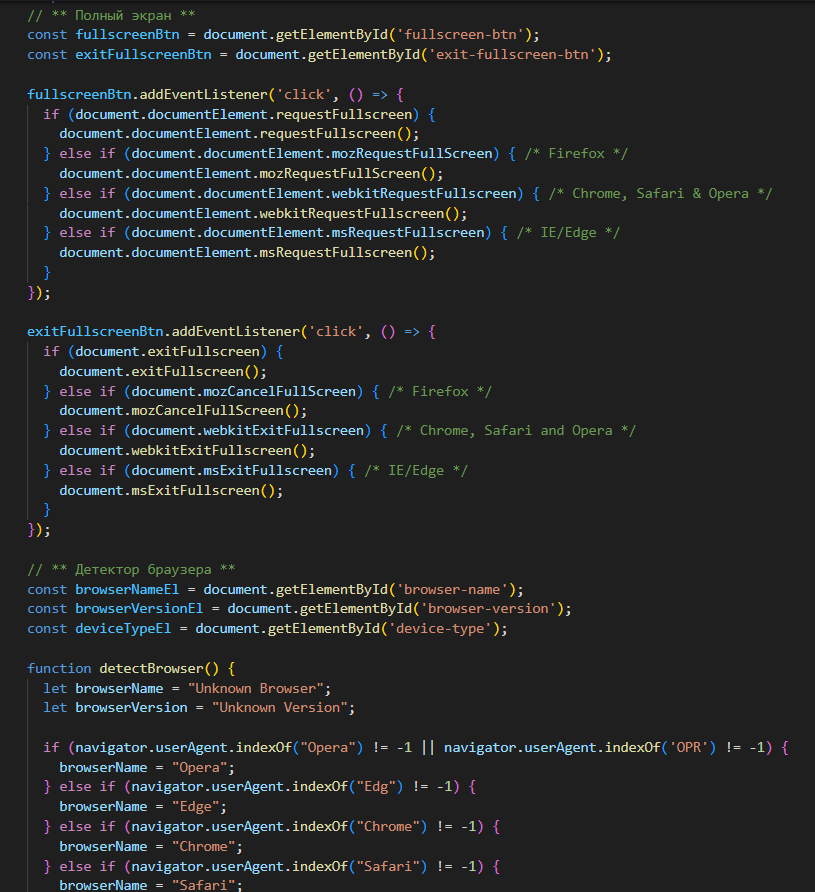 // ** Полный экран **
const fullscreenBtn = document.getElementById('fullscreen-btn');
const exitFullscreenBtn = document.getElementById('exit-fullscreen-btn');
fullscreenBtn.addEventListener('click', () => {
if (document.documentElement.requestFullscreen) {
document.documentElement.requestFullscreen();
} else if (document.documentElement.mozRequestFullScreen) { /* Firefox */
document.documentElement.mozRequestFullScreen();
} else if (document.documentElement.webkitRequestFullscreen) { /* Chrome, Safari & Opera */
document.documentElement.webkitRequestFullscreen();
} else if (document.documentElement.msRequestFullscreen) { /* IE/Edge */
document.documentElement.msRequestFullscreen();
}
});
exitFullscreenBtn.addEventListener('click', () => {
if (document.exitFullscreen) {
document.exitFullscreen();
} else if (document.mozCancelFullScreen) { /* Firefox */
document.mozCancelFullScreen();
} else if (document.webkitExitFullscreen) { /* Chrome, Safari and Opera */
document.webkitExitFullscreen();
} else if (document.msExitFullscreen) { /* IE/Edge */
document.msExitFullscreen();
}
});
// ** Детектор браузера **
const browserNameEl = document.getElementById('browser-name');
const browserVersionEl = document.getElementById('browser-version');
const deviceTypeEl = document.getElementById('device-type');
function detectBrowser() {
let browserName = "Unknown Browser";
let browserVersion = "Unknown Version";
if (navigator.userAgent.indexOf("Opera") != -1 || navigator.userAgent.indexOf('OPR') != -1) {
browserName = "Opera";
} else if (navigator.userAgent.indexOf("Edg") != -1) {
browserName = "Edge";
} else if (navigator.userAgent.indexOf("Chrome") != -1) {
browserName = "Chrome";
} else if (navigator.userAgent.indexOf("Safari") != -1) {
browserName = "Safari";